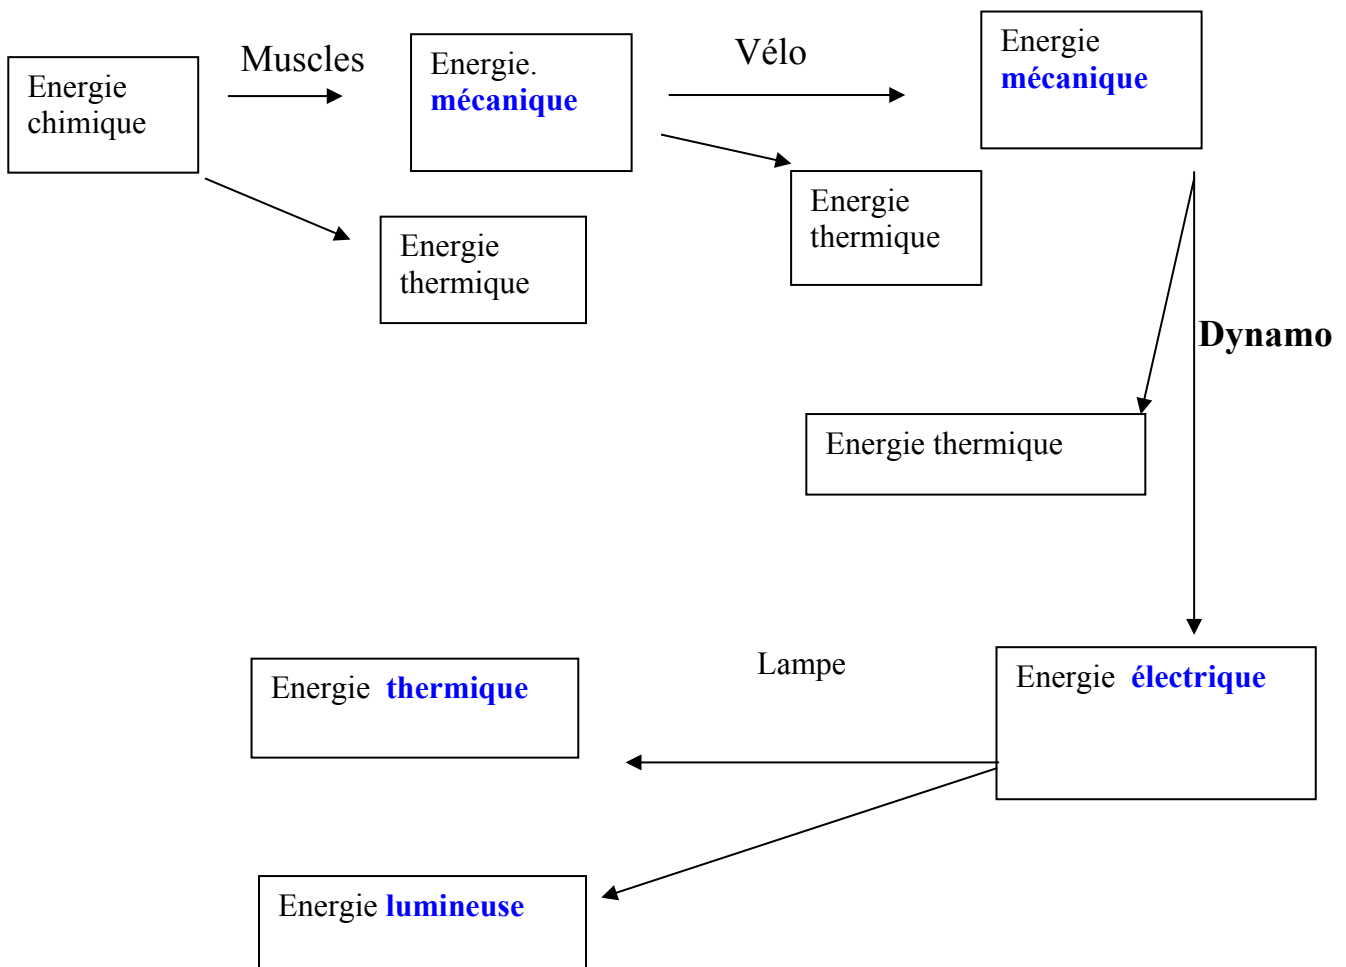 Energie
chimique
Muscles
Energie.
mécanique
Vélo
Energie
mécanique
Energie
thermique
Energie
thermique
Dynamo
Energie thermique
Lampe
Energie électrique
Energie thermique
Energie lumineuse